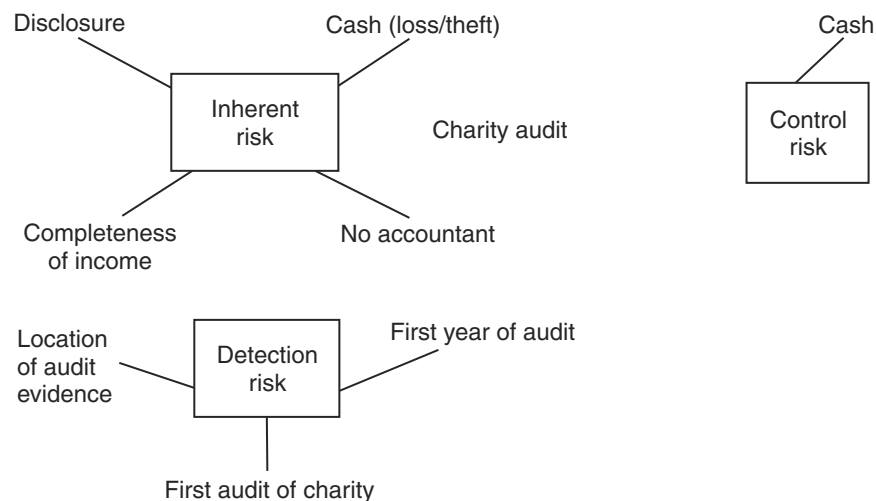 Disclosure
Cash (loss/theft)
Cash
Inherent
risk
Charity audit
Control
risk
Completeness
of income
No accountant
Location
of audit
evidence
Detection
risk
First year of audit
First audit of charity